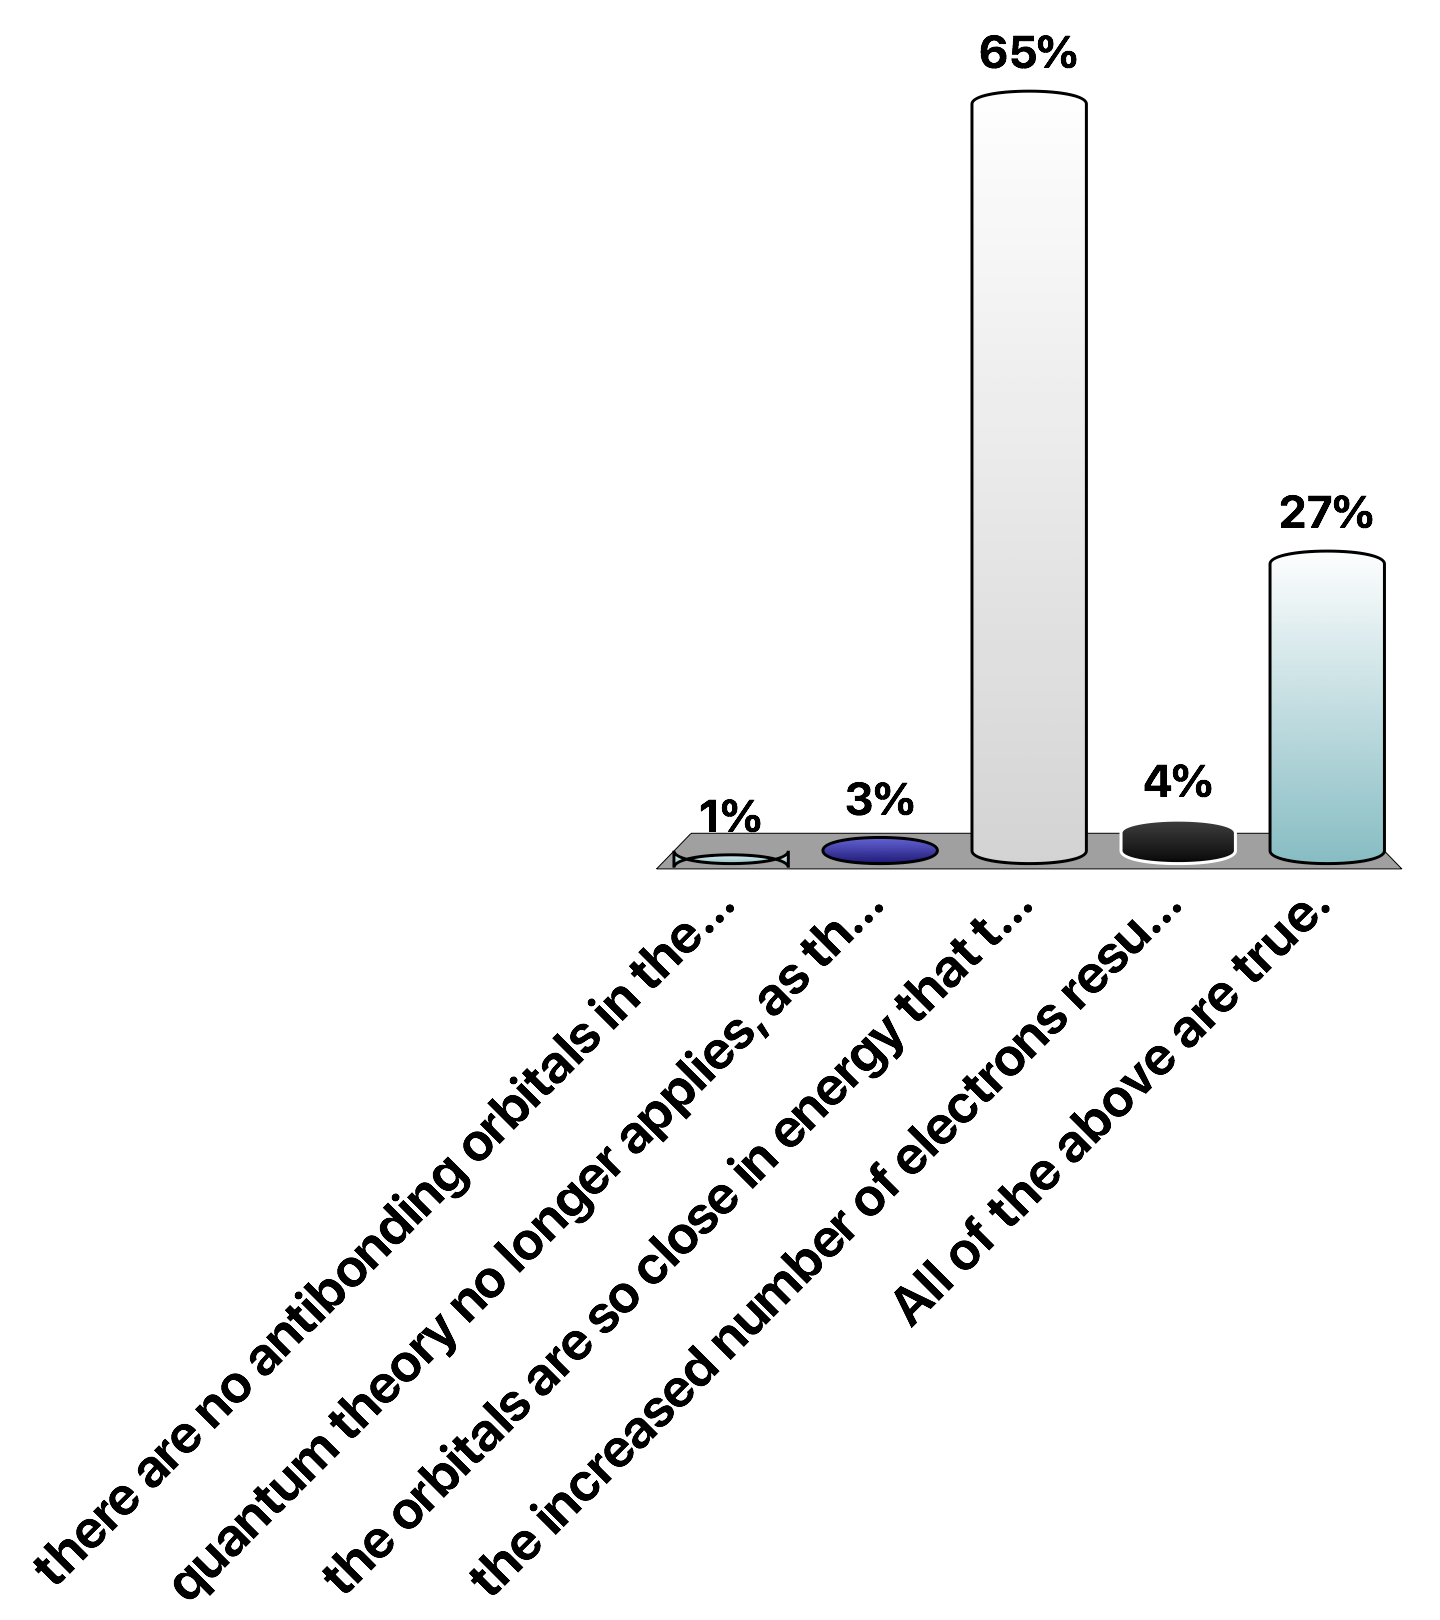 65%
27%
4%
3%
1%
there are no antibonding orbitals in the...
quantum theory no longer applies, as th...
the orbitals are so close in energy that t...
the increased number of electrons resu...
All of the above are true.